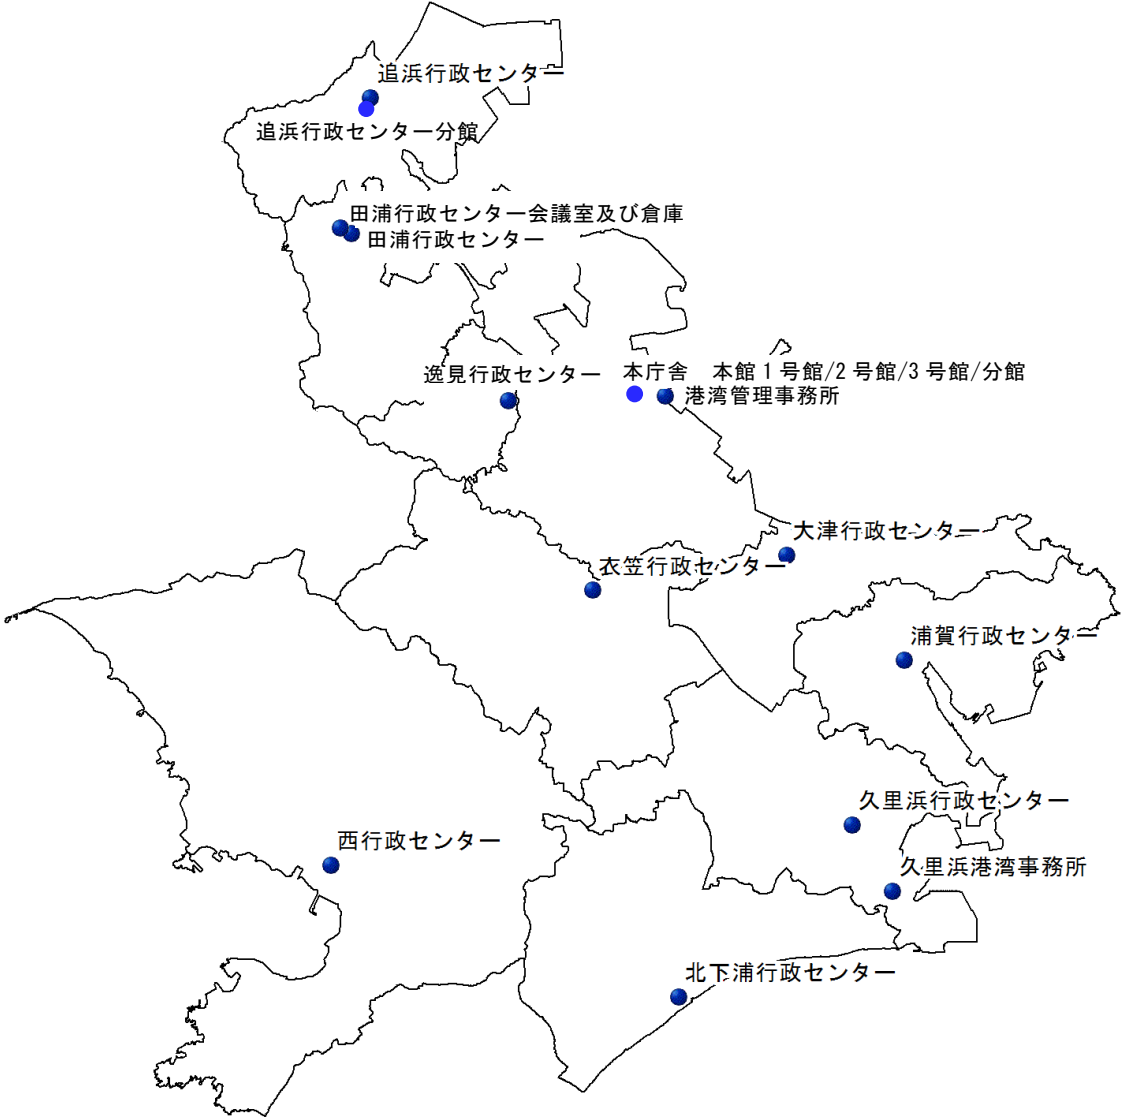 追浜行政センター
追浜行政センター分館
田浦行政センター会議室及び倉庫
田浦行政センター
逸見行政センター
本庁舎　本館1号館/2号館/3号館/分館
港湾管理事務所
大津行政センター
衣笠行政センター
浦賀行政センター
久里浜行政センター
西行政センター
久里浜港湾事務所
北下浦行政センター